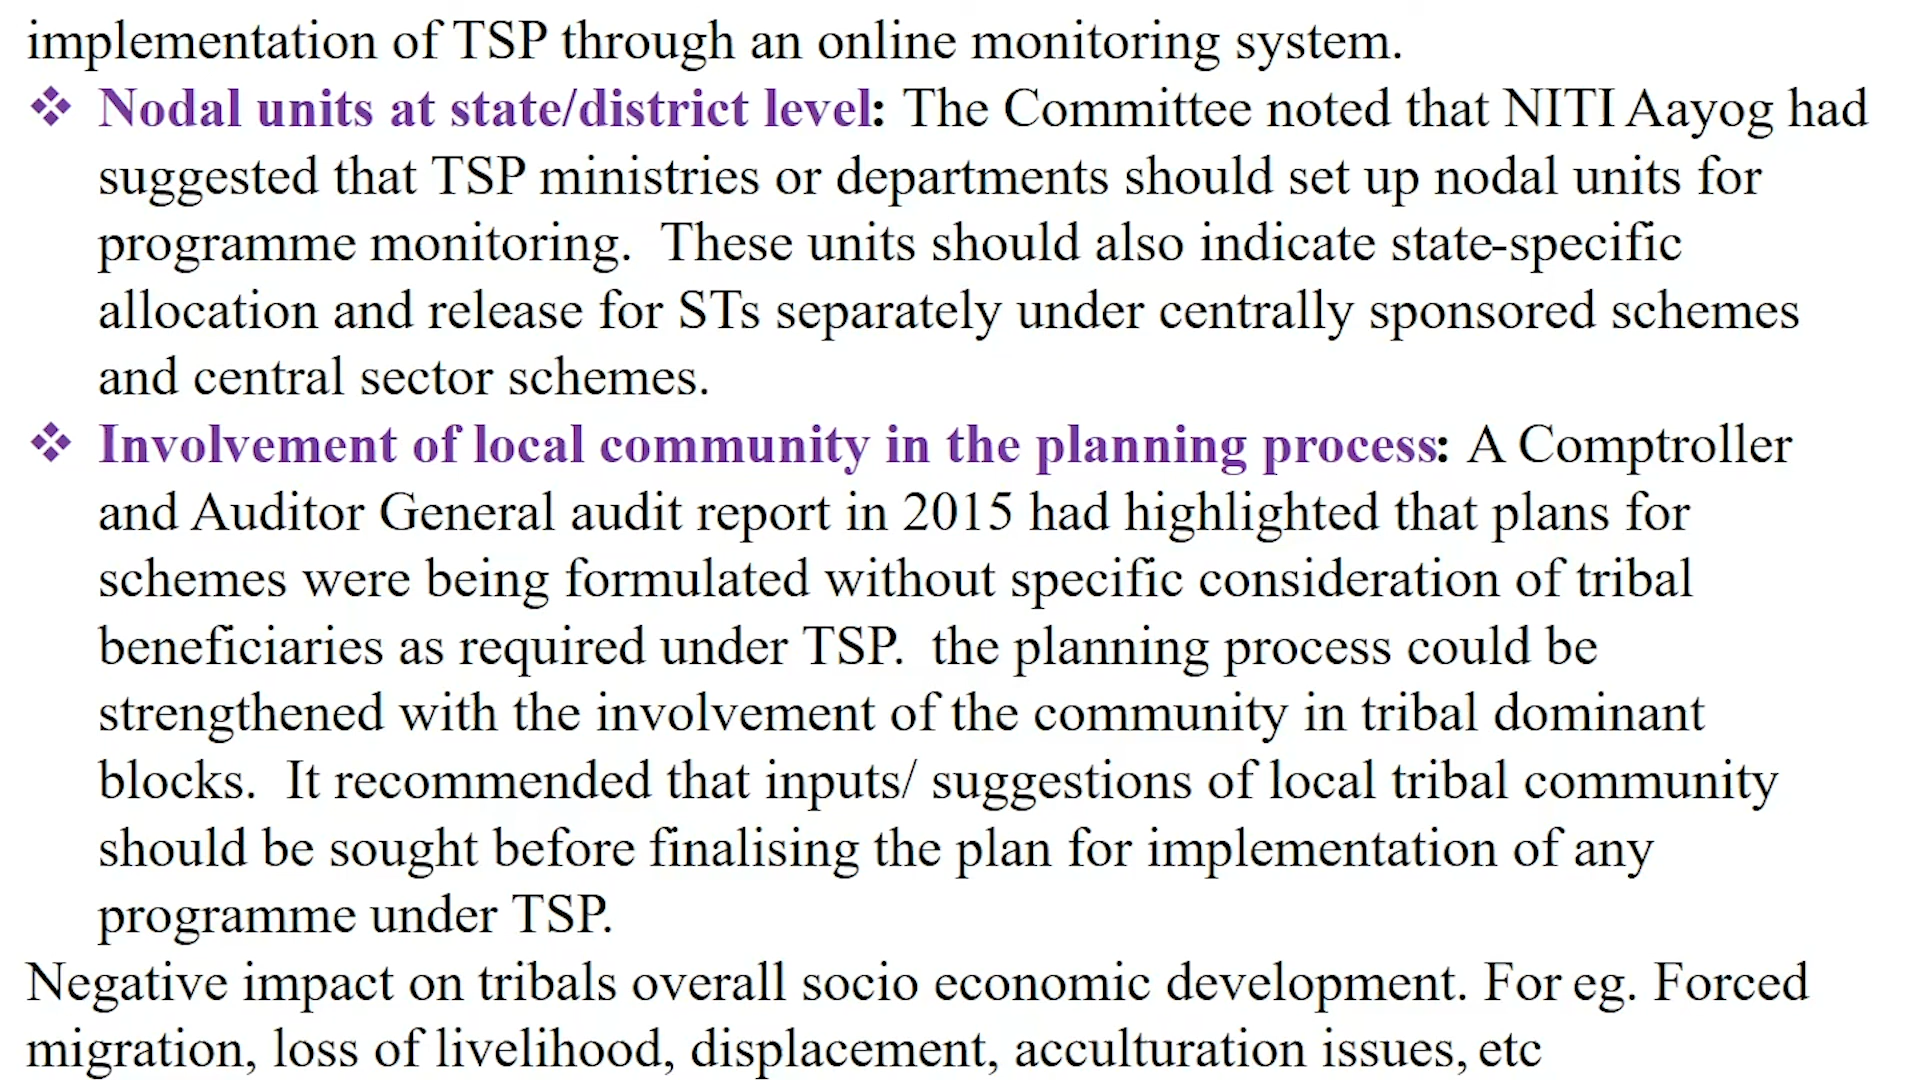 implementation of TSP through an online monitoring system.
❖ Nodal units at state/district level: The Committee noted that NITI Aayog had
suggested that TSP ministries or departments should set up nodal units for
programme monitoring.  These units should also indicate state-specific
allocation and release for STs separately under centrally sponsored schemes
and central sector schemes.
❖ Involvement of local community in the planning process: A Comptroller
and Auditor General audit report in 2015 had highlighted that plans for
schemes were being formulated without specific consideration of tribal
beneficiaries as required under TSP.  the planning process could be
strengthened with the involvement of the community in tribal dominant
blocks.  It recommended that inputs/ suggestions of local tribal community
should be sought before finalising the plan for implementation of any
programme under TSP.
Negative impact on tribals overall socio economic development. For eg. Forced
migration, loss of livelihood, displacement, acculturation issues, etc